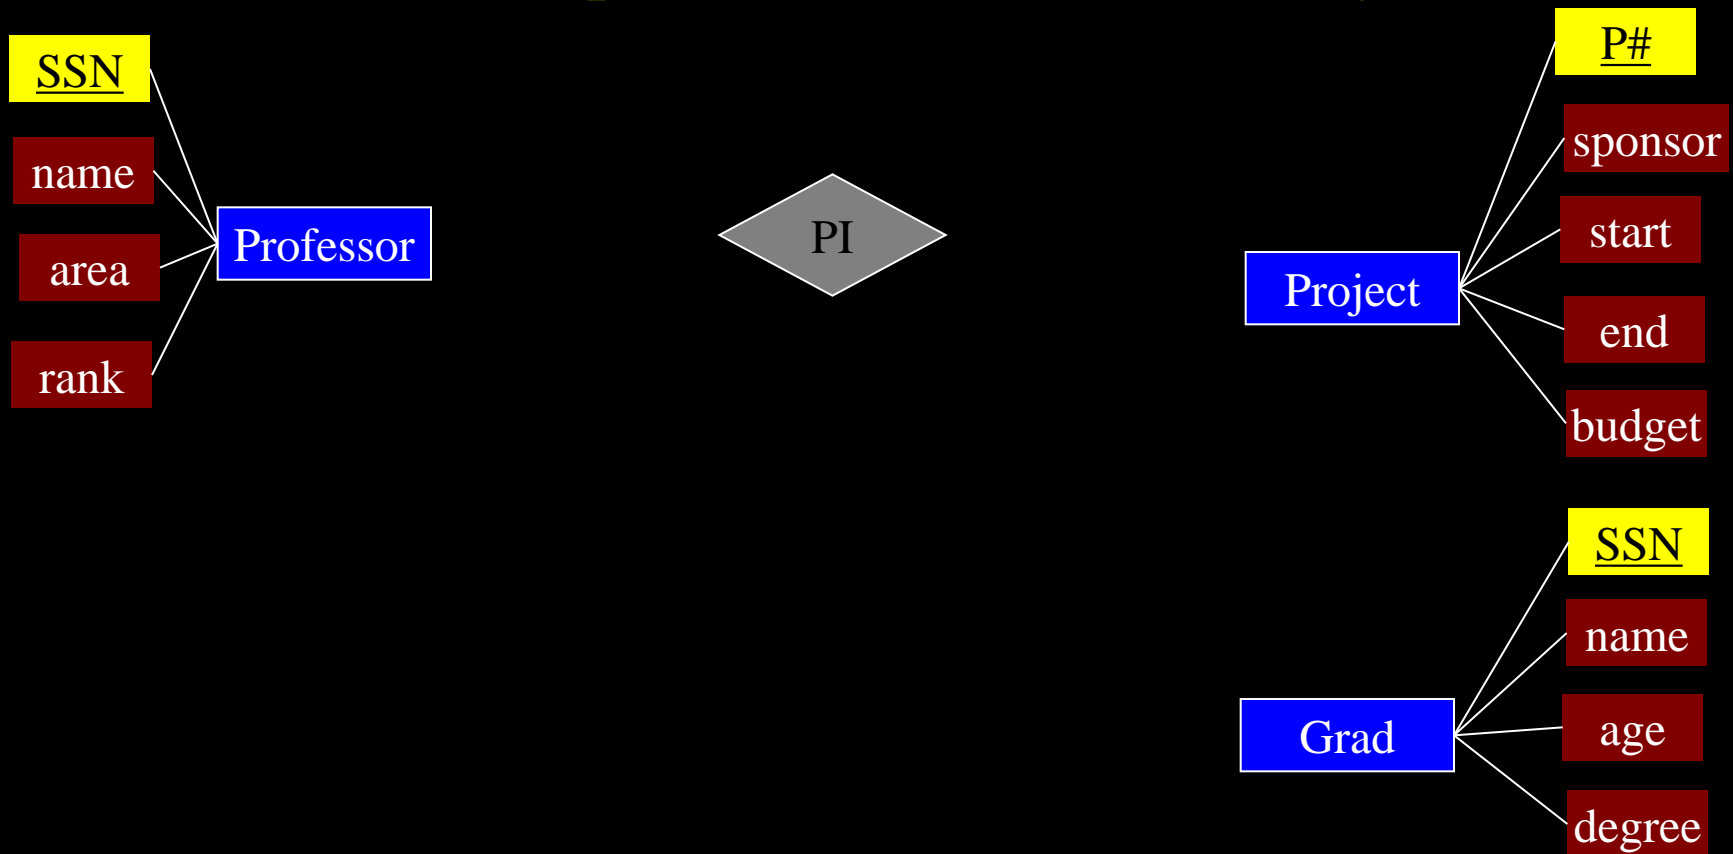 SSN
name
area
rank
Professor
PI
Project
P#
sponsor
start
end
budget
Grad
SSN
name
age
degree